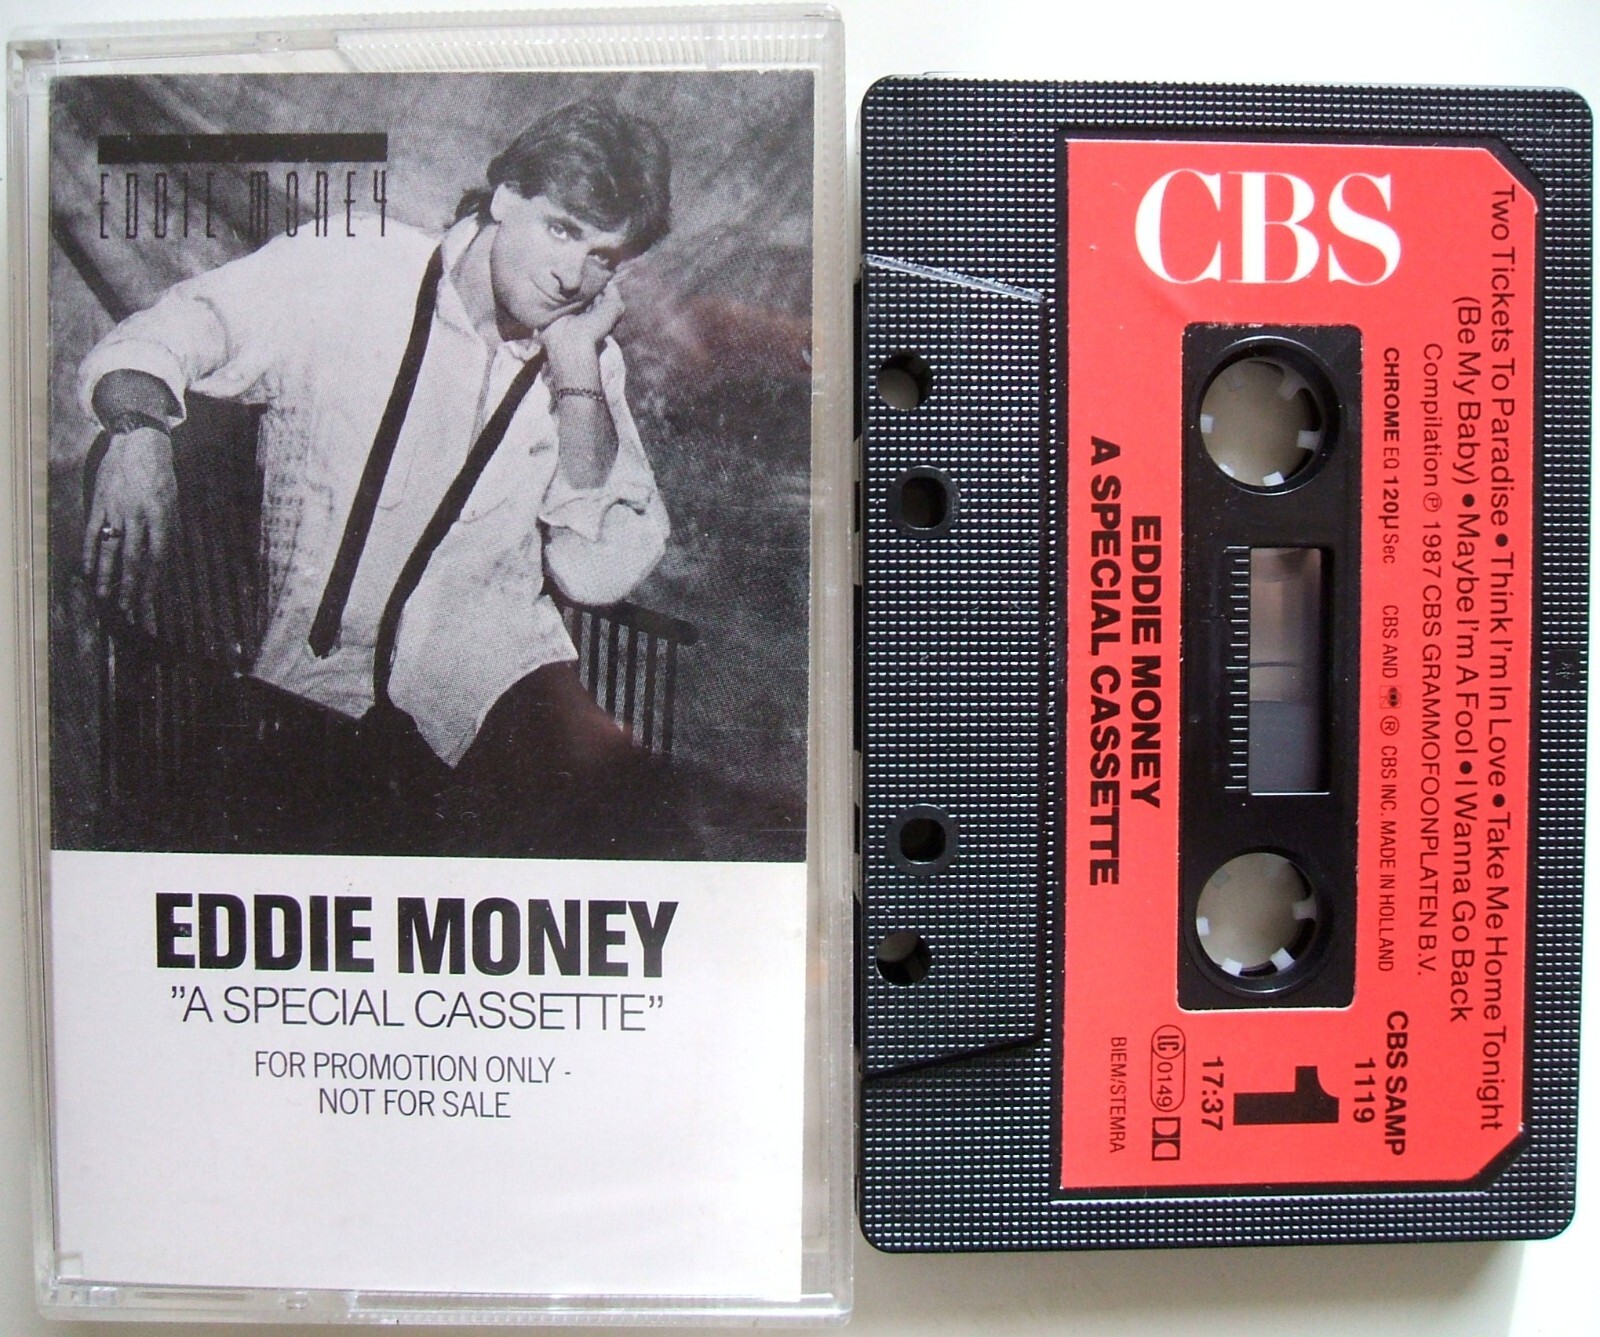 EDDIE MONEY
EDDIE MONEY
"A SPECIAL CASSETTE"
FOR PROMOTION ONLY -
NOT FOR SALE
CBS
Two Tickets To Paradise • Think I'm In Love • Take Me Home Tonight
(Be My Baby) • Maybe I'm A Fool • I Wanna Go Back
Compilation ℗ 1987 CBS GRAMMOFOONPLATEN B.V.
CHROME EQ 120µ Sec CBS AND ® CBS INC. MADE IN HOLLAND
CBS SAMP
1119
1
17:37
EDDIE MONEY
A SPECIAL CASSETTE
LC 0149
BIEM/STEMRA